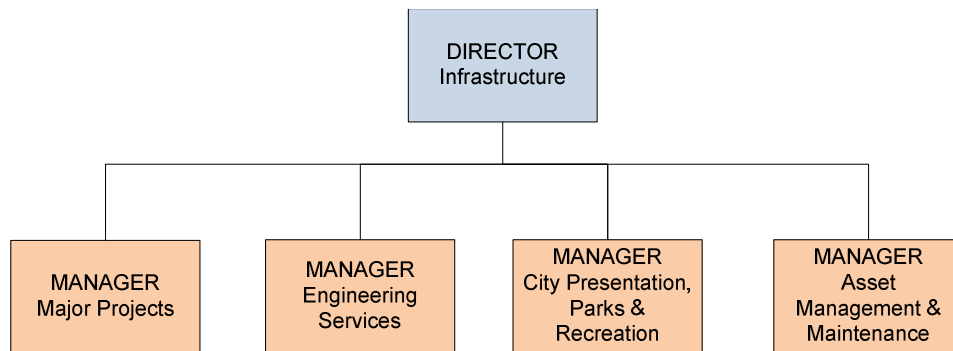 DIRECTOR
Infrastructure
MANAGER
Major Projects
MANAGER
Engineering
Services
MANAGER
City Presentation,
Parks &
Recreation
MANAGER
Asset
Management &
Maintenance